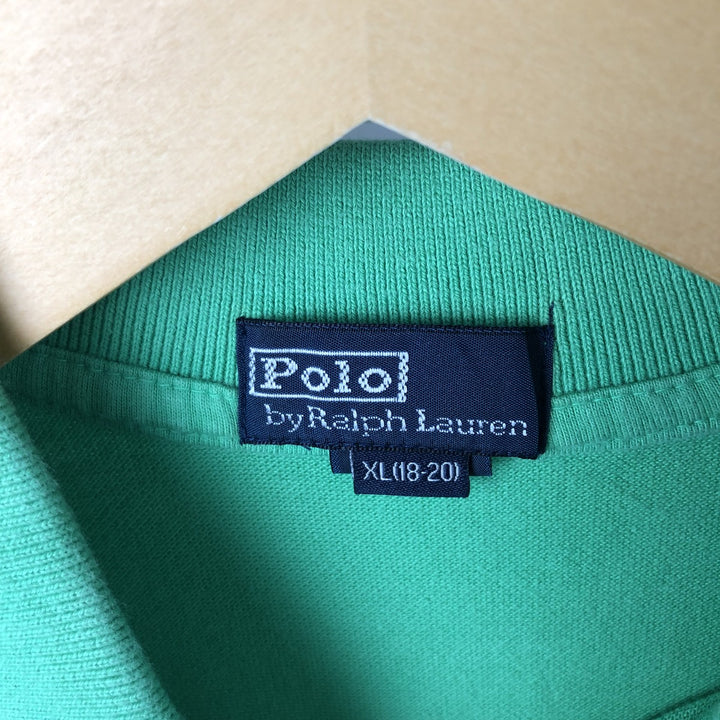 Polo
by Ralph Lauren
XL(18-20)